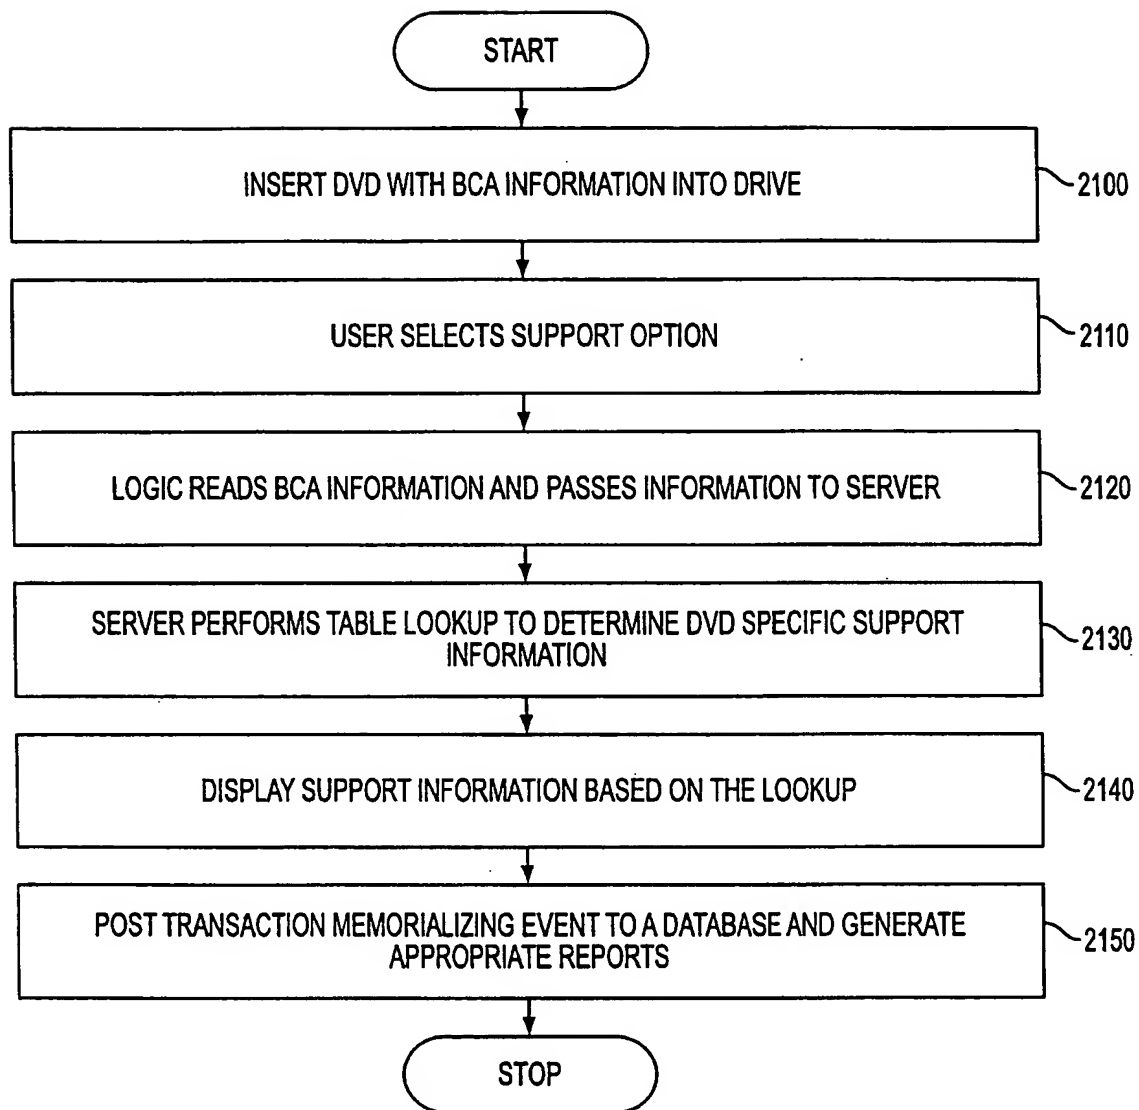 START
INSERT DVD WITH BCA INFORMATION INTO DRIVE
2100
USER SELECTS SUPPORT OPTION
2110
LOGIC READS BCA INFORMATION AND PASSES INFORMATION TO SERVER
2120
SERVER PERFORMS TABLE LOOKUP TO DETERMINE DVD SPECIFIC SUPPORT
INFORMATION
2130
DISPLAY SUPPORT INFORMATION BASED ON THE LOOKUP
2140
POST TRANSACTION MEMORIALIZING EVENT TO A DATABASE AND GENERATE
APPROPRIATE REPORTS
2150
STOP